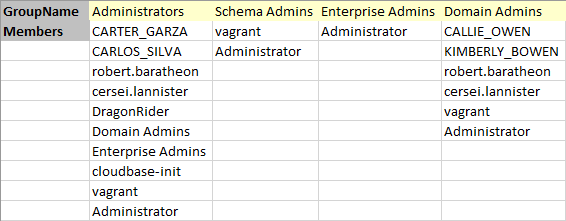 GroupName Administrators Schema Admins Enterprise Admins Domain Admins
Members CARTER_GARZA vagrant Administrator CALLIE_OWEN
CARLOS_SILVA Administrator KIMBERLY_BOWEN
robert.baratheon robert.baratheon
cersei.lannister cersei.lannister
DragonRider vagrant
Domain Admins Administrator
Enterprise Admins
cloudbase-init
vagrant
Administrator